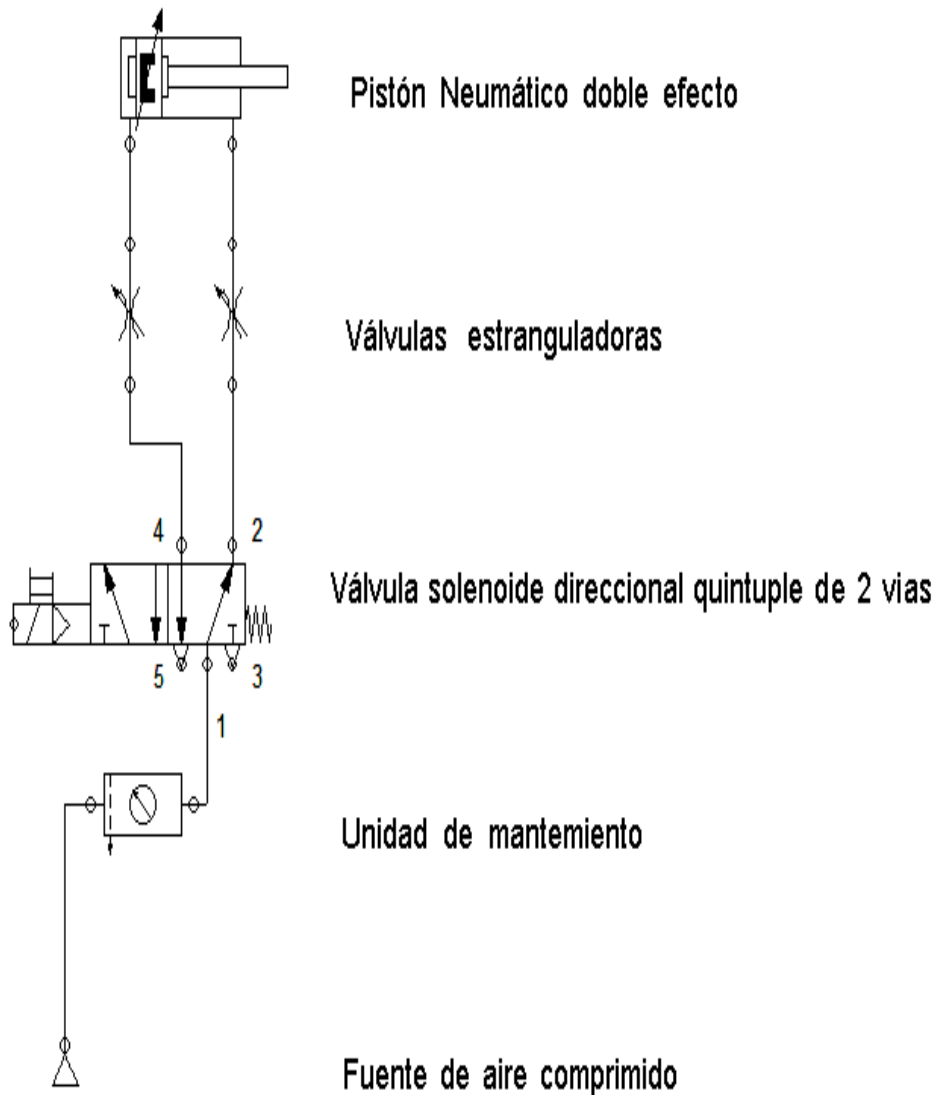 Pistón Neumático doble efecto
Válvulas estranguladoras
4 2
Válvula solenoide direccional quintuple de 2 vias
5 3
1
Unidad de mantemiento
Fuente de aire comprimido